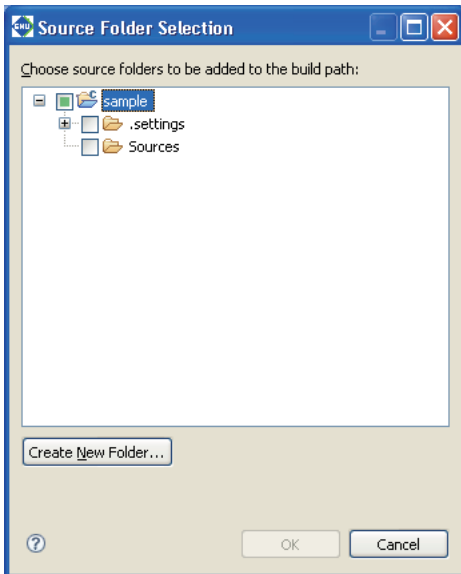 EMU Source Folder Selection
Choose source folders to be added to the build path:
sample
.settings
Sources
Create New Folder...
OK Cancel